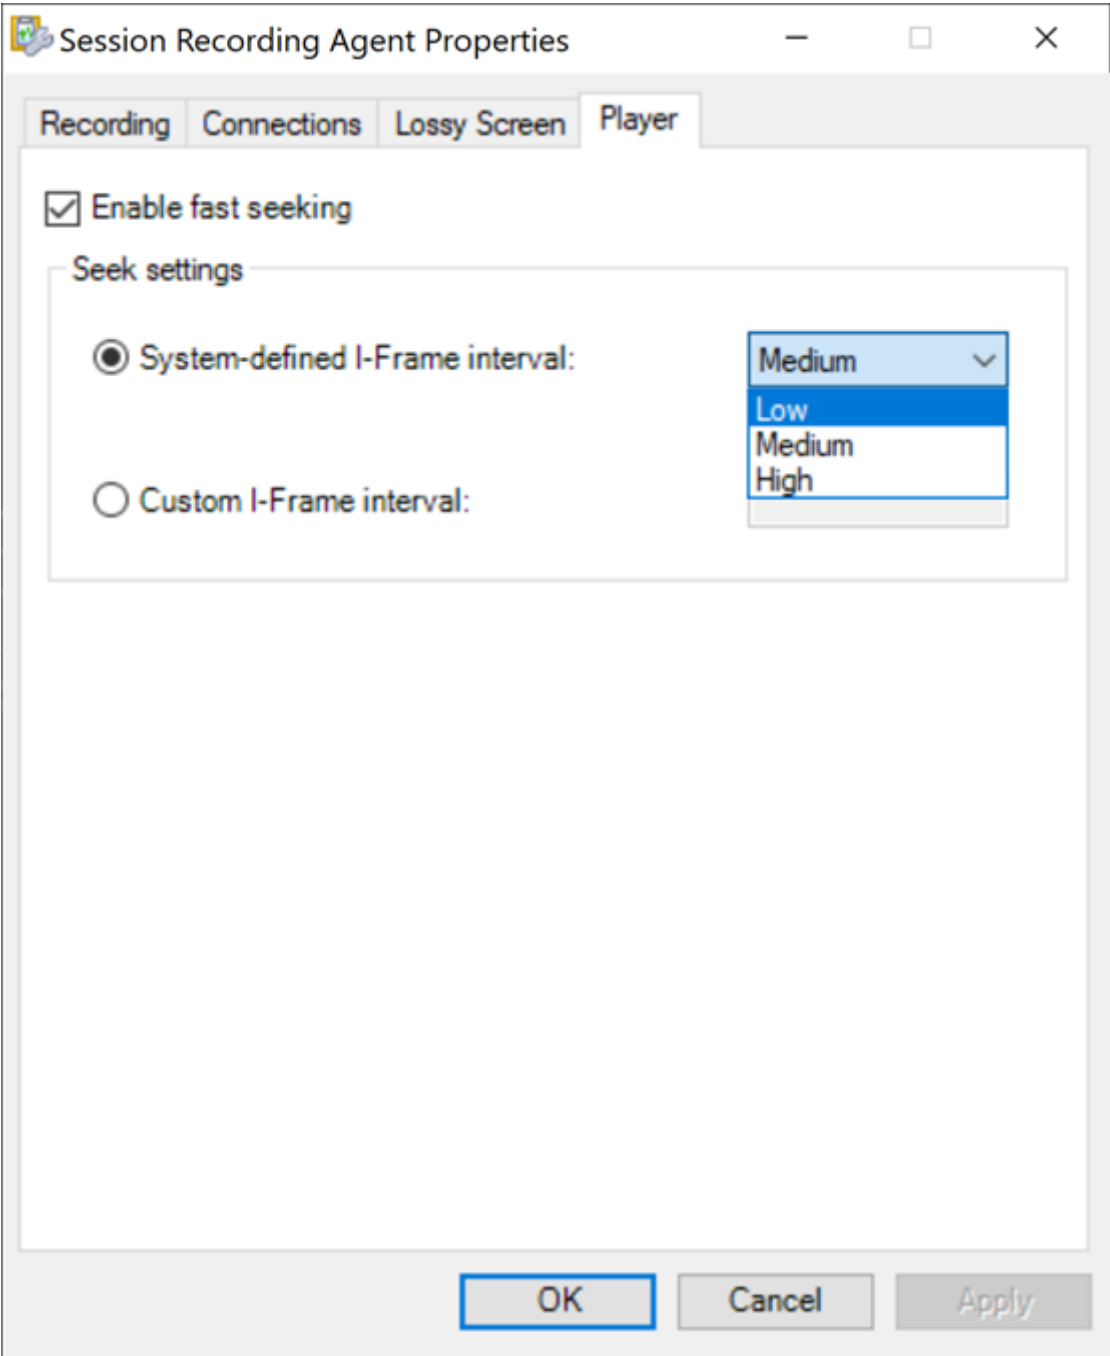 Session Recording Agent Properties
Recording Connections Lossy Screen Player
Enable fast seeking
Seek settings
System-defined I-Frame interval: Medium
Low
Medium
High
Custom I-Frame interval:
OK Cancel Apply